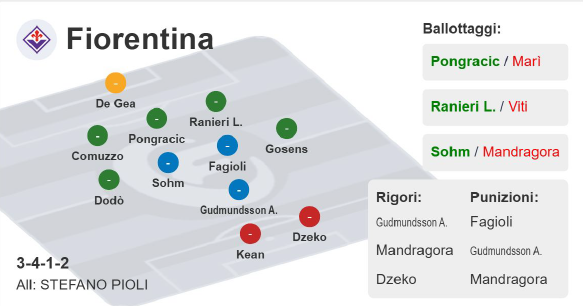 Fiorentina
De Gea
Ranieri L.
Pongracic
Comuzzo
Gosens
Fagioli
Sohm
Dodò
Gudmundsson A.
Dzeko
Kean
3-4-1-2
All: STEFANO PIOLI
Ballottaggi:
Pongracic / Marì
Ranieri L. / Viti
Sohm / Mandragora
Rigori: Punizioni:
Gudmundsson A. Fagioli
Mandragora Gudmundsson A.
Dzeko Mandragora